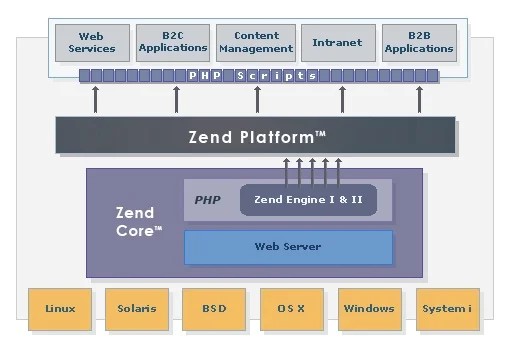 Web Services
B2C Applications
Content Management
Intranet
B2B Applications
PHP Scripts
Zend Platform™
Zend Core™
PHP
Zend Engine I & II
Web Server
Linux
Solaris
BSD
OS X
Windows
System i